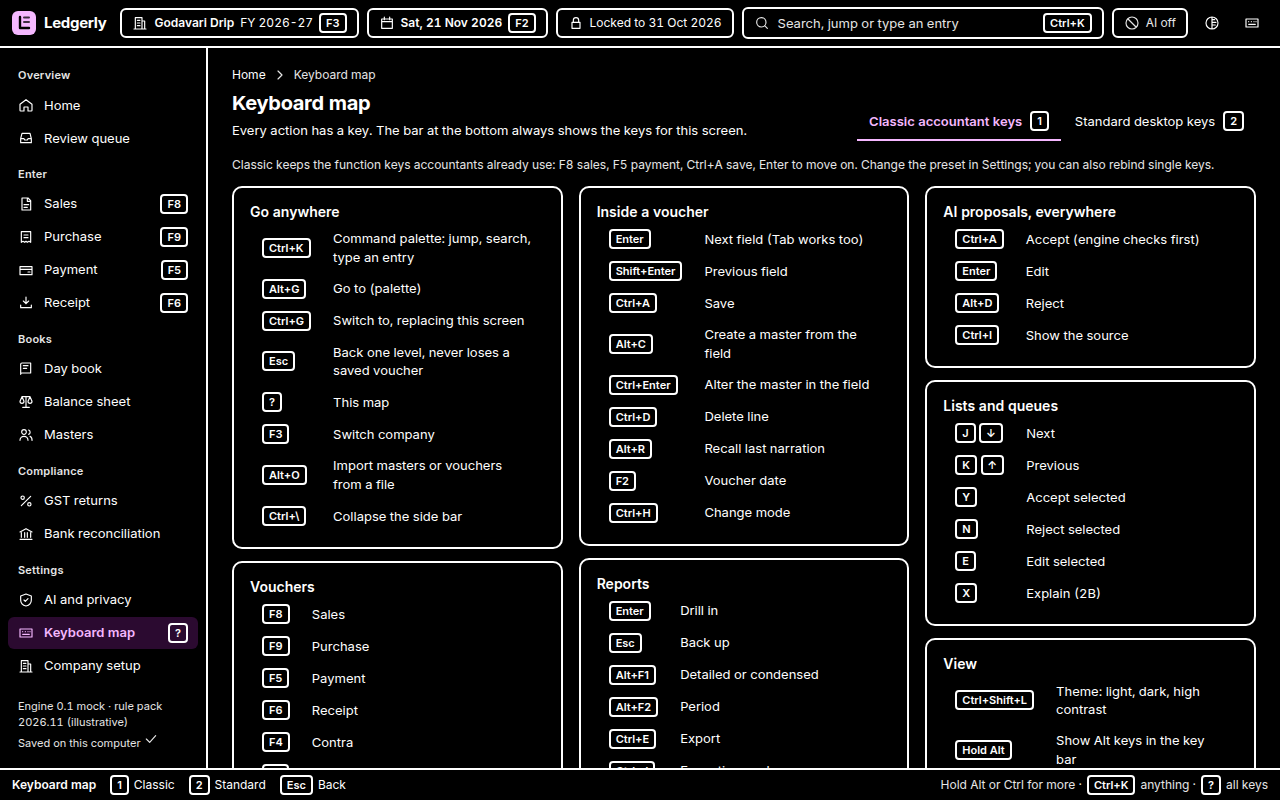 Ledgerly
Godavari Drip FY 2026-27 F3
Sat, 21 Nov 2026 F2
Locked to 31 Oct 2026
Search, jump or type an entry Ctrl+K
AI off
Overview
Home
Review queue
Enter
Sales F8
Purchase F9
Payment F5
Receipt F6
Books
Day book
Balance sheet
Masters
Compliance
GST returns
Bank reconciliation
Settings
AI and privacy
Keyboard map ?
Company setup
Engine 0.1 mock · rule pack
2026.11 (illustrative)
Saved on this computer
Home > Keyboard map
Keyboard map
Every action has a key. The bar at the bottom always shows the keys for this screen.
Classic accountant keys 1
Standard desktop keys 2
Classic keeps the function keys accountants already use: F8 sales, F5 payment, Ctrl+A save, Enter to move on. Change the preset in Settings; you can also rebind single keys.
Go anywhere
Ctrl+K Command palette: jump, search,
type an entry
Alt+G Go to (palette)
Ctrl+G Switch to, replacing this screen
Esc Back one level, never loses a
saved voucher
? This map
F3 Switch company
Alt+O Import masters or vouchers
from a file
Ctrl+\ Collapse the side bar
Vouchers
F8 Sales
F9 Purchase
F5 Payment
F6 Receipt
F4 Contra
Inside a voucher
Enter Next field (Tab works too)
Shift+Enter Previous field
Ctrl+A Save
Alt+C Create a master from the
field
Ctrl+Enter Alter the master in the field
Ctrl+D Delete line
Alt+R Recall last narration
F2 Voucher date
Ctrl+H Change mode
Reports
Enter Drill in
Esc Back up
Alt+F1 Detailed or condensed
Alt+F2 Period
Ctrl+E Export
AI proposals, everywhere
Ctrl+A Accept (engine checks first)
Enter Edit
Alt+D Reject
Ctrl+I Show the source
Lists and queues
J ↓ Next
K ↑ Previous
Y Accept selected
N Reject selected
E Edit selected
X Explain (2B)
View
Ctrl+Shift+L Theme: light, dark, high
contrast
Hold Alt Show Alt keys in the key
bar
Keyboard map 1 Classic 2 Standard Esc Back
Hold Alt or Ctrl for more · Ctrl+K anything · ? all keys